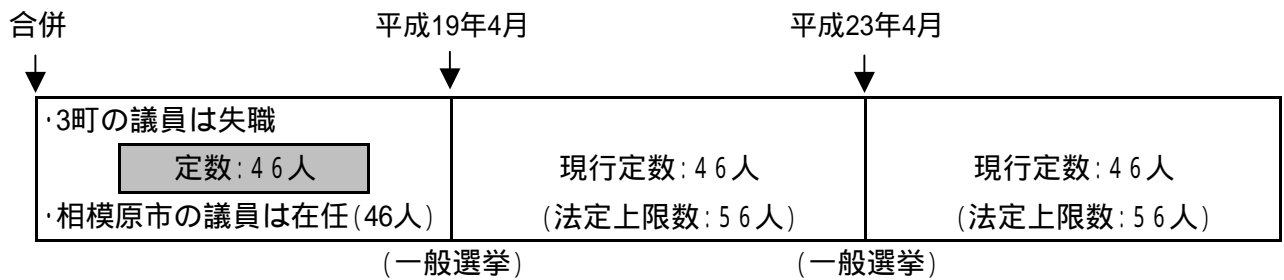 合併 平成19年4月 平成23年4月
・3町の議員は失職
定数:46人 現行定数:46人 現行定数:46人
・相模原市の議員は在任(46人) (法定上限数:56人) (法定上限数:56人)
(一般選挙) (一般選挙)